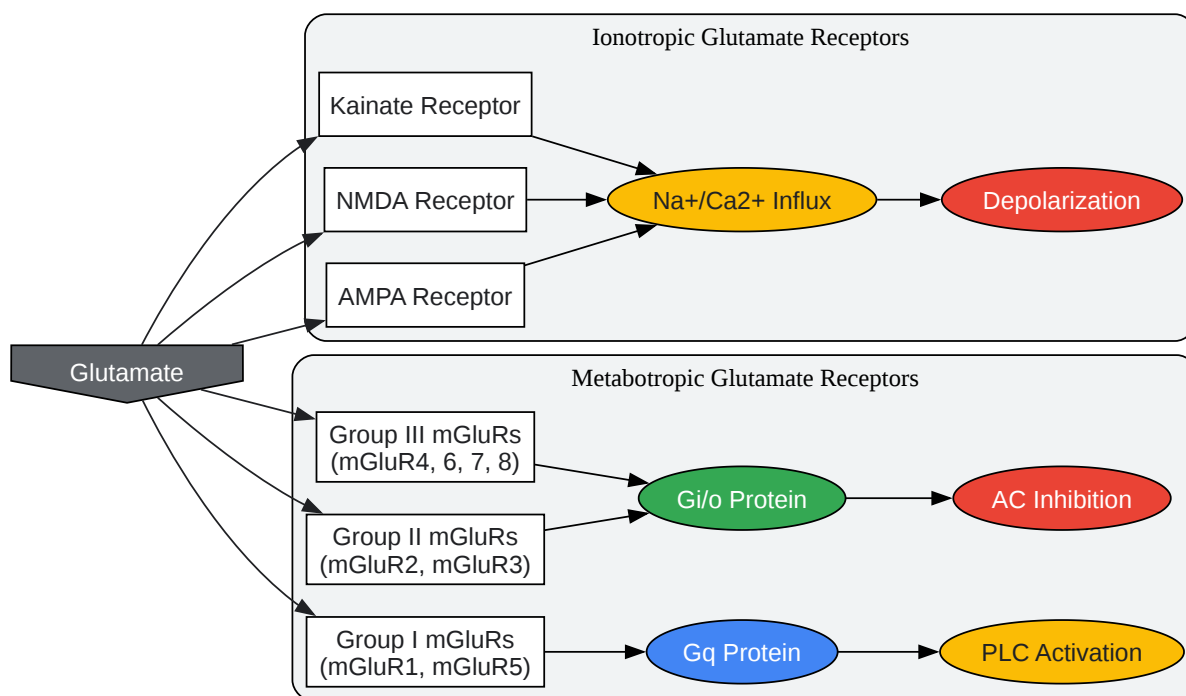 Ionotropic Glutamate Receptors
Kainate Receptor
NMDA Receptor
Na+/Ca2+ Influx
Depolarization
AMPA Receptor
Glutamate
Metabotropic Glutamate Receptors
Group III mGluRs
(mGluR4, 6, 7, 8)
Gi/o Protein
AC Inhibition
Group II mGluRs
(mGluR2, mGluR3)
Group I mGluRs
(mGluR1, mGluR5)
Gq Protein
PLC Activation